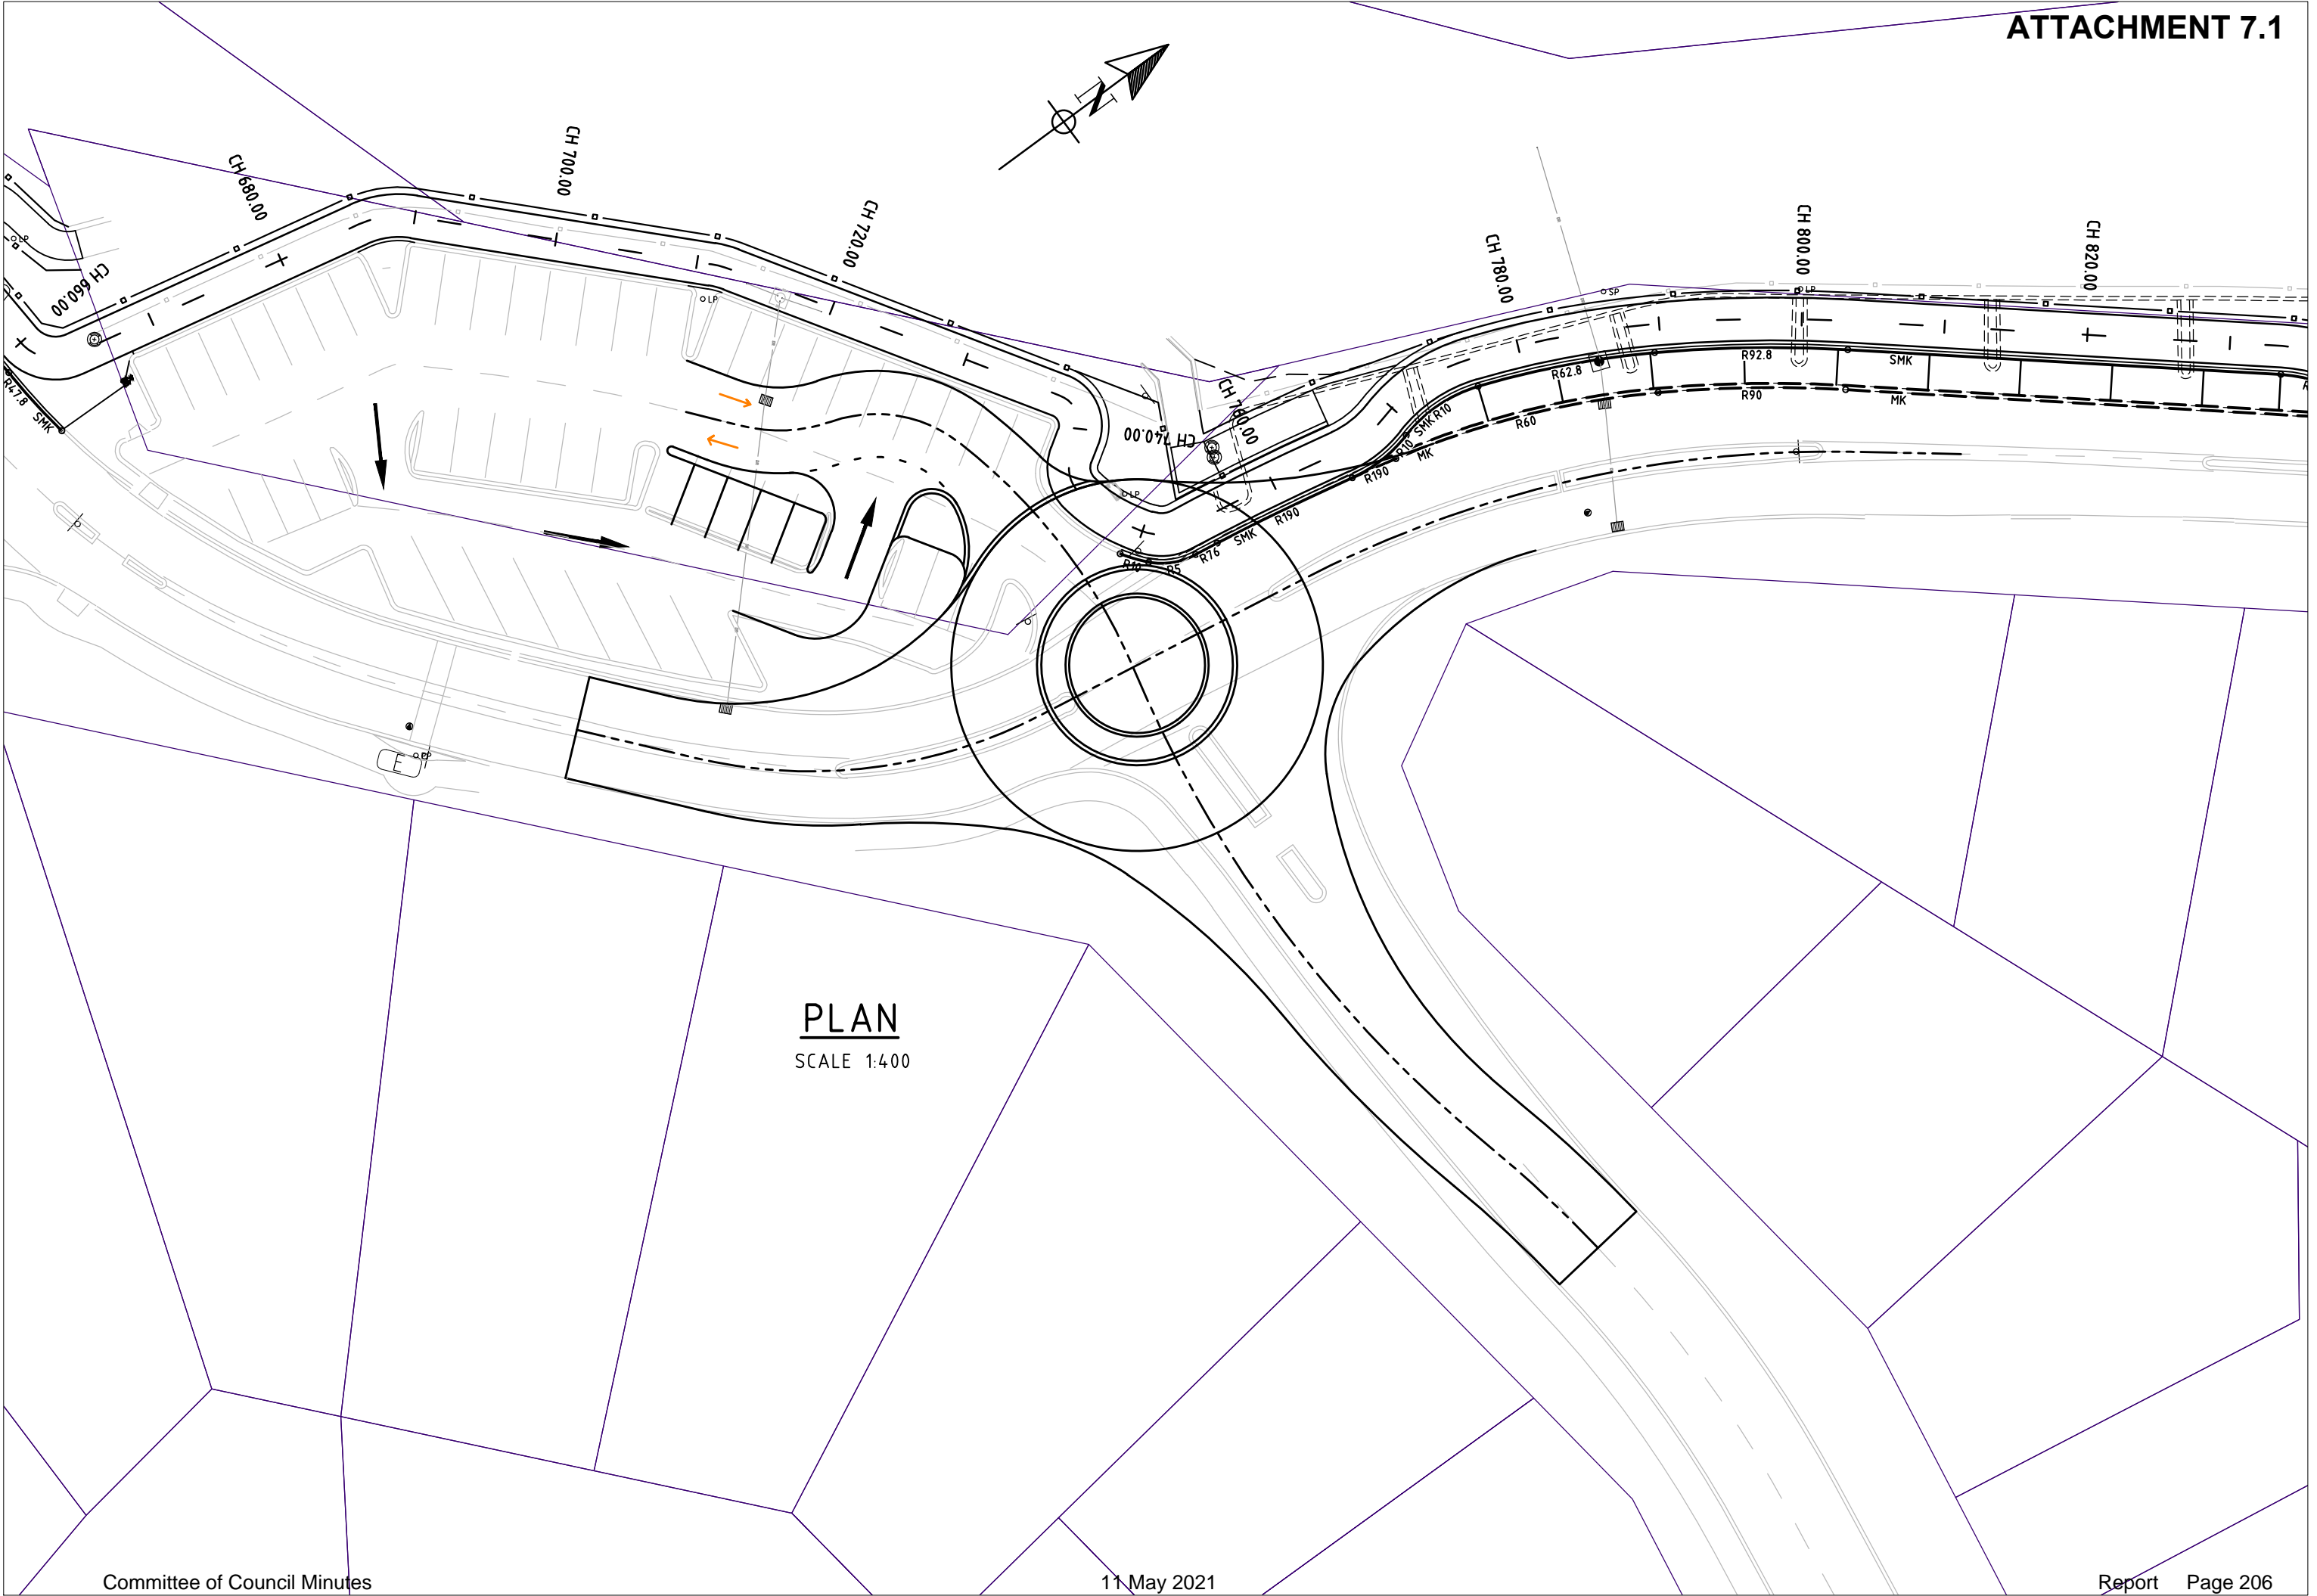 ATTACHMENT 7.1
N
CH 660.00
CH 680.00
CH 700.00
CH 720.00
CH 740.00
CH 760.00
CH 780.00
CH 800.00
CH 820.00
LP
LP
LP
SP
LP
R47.8
SMK
R10
R5
R76
SMK
R190
R190
R10
MK
SMK
R10
R60
R62.8
R92.8
R90
SMK
MK
E
EP
PLAN
SCALE 1:400
Committee of Council Minutes
11 May 2021
Report Page 206